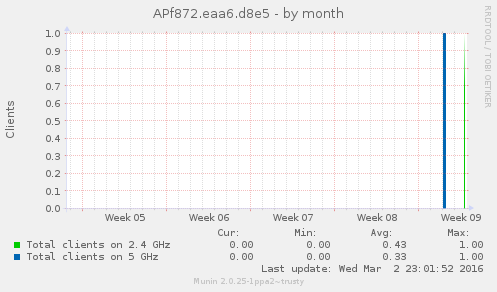 APf872.eaa6.d8e5 - by month
RRDTOOL / TOBI OETIKER
Clients
1.0
0.9
0.8
0.7
0.6
0.5
0.4
0.3
0.2
0.1
0.0
Week 05 Week 06 Week 07 Week 08 Week 09
Cur: Min: Avg: Max:
Total clients on 2.4 GHz 0.00 0.00 0.43 1.00
Total clients on 5 GHz 0.00 0.00 0.33 1.00
Last update: Wed Mar 2 23:01:52 2016
Munin 2.0.25-1ppa2~trusty